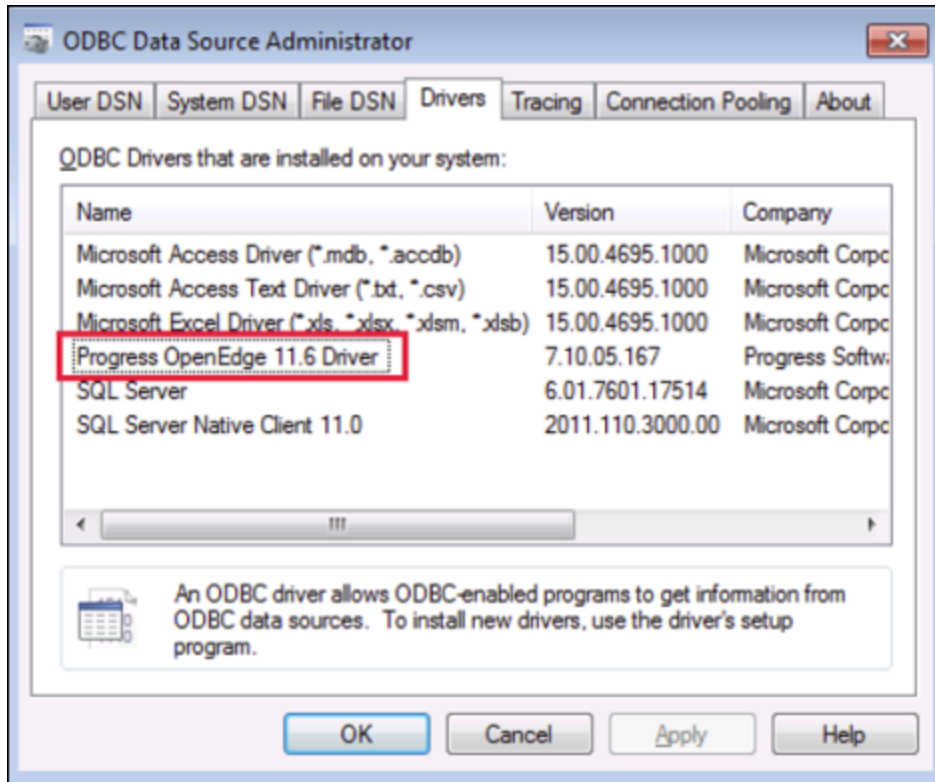 ODBC Data Source Administrator
User DSN System DSN File DSN Drivers Tracing Connection Pooling About
ODBC Drivers that are installed on your system:
Name Version Company
Microsoft Access Driver (*.mdb, *.accdb) 15.00.4695.1000 Microsoft Corpc
Microsoft Access Text Driver (*.txt, *.csv) 15.00.4695.1000 Microsoft Corpc
Microsoft Excel Driver (*.xls, *.xlsx, *.xlsm, *.xlsb) 15.00.4695.1000 Microsoft Corpc
Progress OpenEdge 11.6 Driver 7.10.05.167 Progress Softw
SQL Server 6.01.7601.17514 Microsoft Corpc
SQL Server Native Client 11.0 2011.110.3000.00 Microsoft Corpc
An ODBC driver allows ODBC-enabled programs to get information from
ODBC data sources. To install new drivers, use the driver's setup
program.
OK Cancel Apply Help